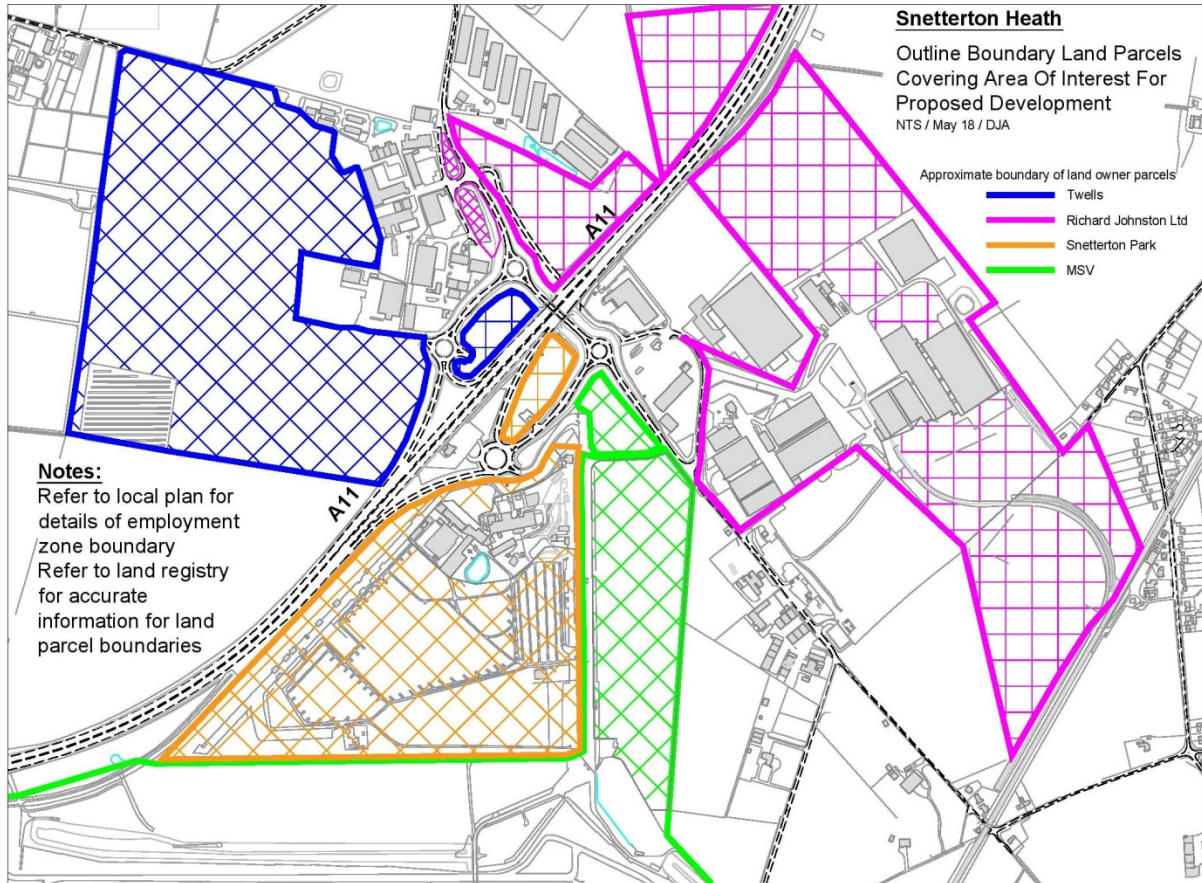 Snetterton Heath
Outline Boundary Land Parcels
Covering Area Of Interest For
Proposed Development
NTS / May 18 / DJA
Approximate boundary of land owner parcels
Twells
Richard Johnston Ltd
Snetterton Park
MSV
A11
A11
Notes:
Refer to local plan for
details of employment
zone boundary
Refer to land registry
for accurate
information for land
parcel boundaries